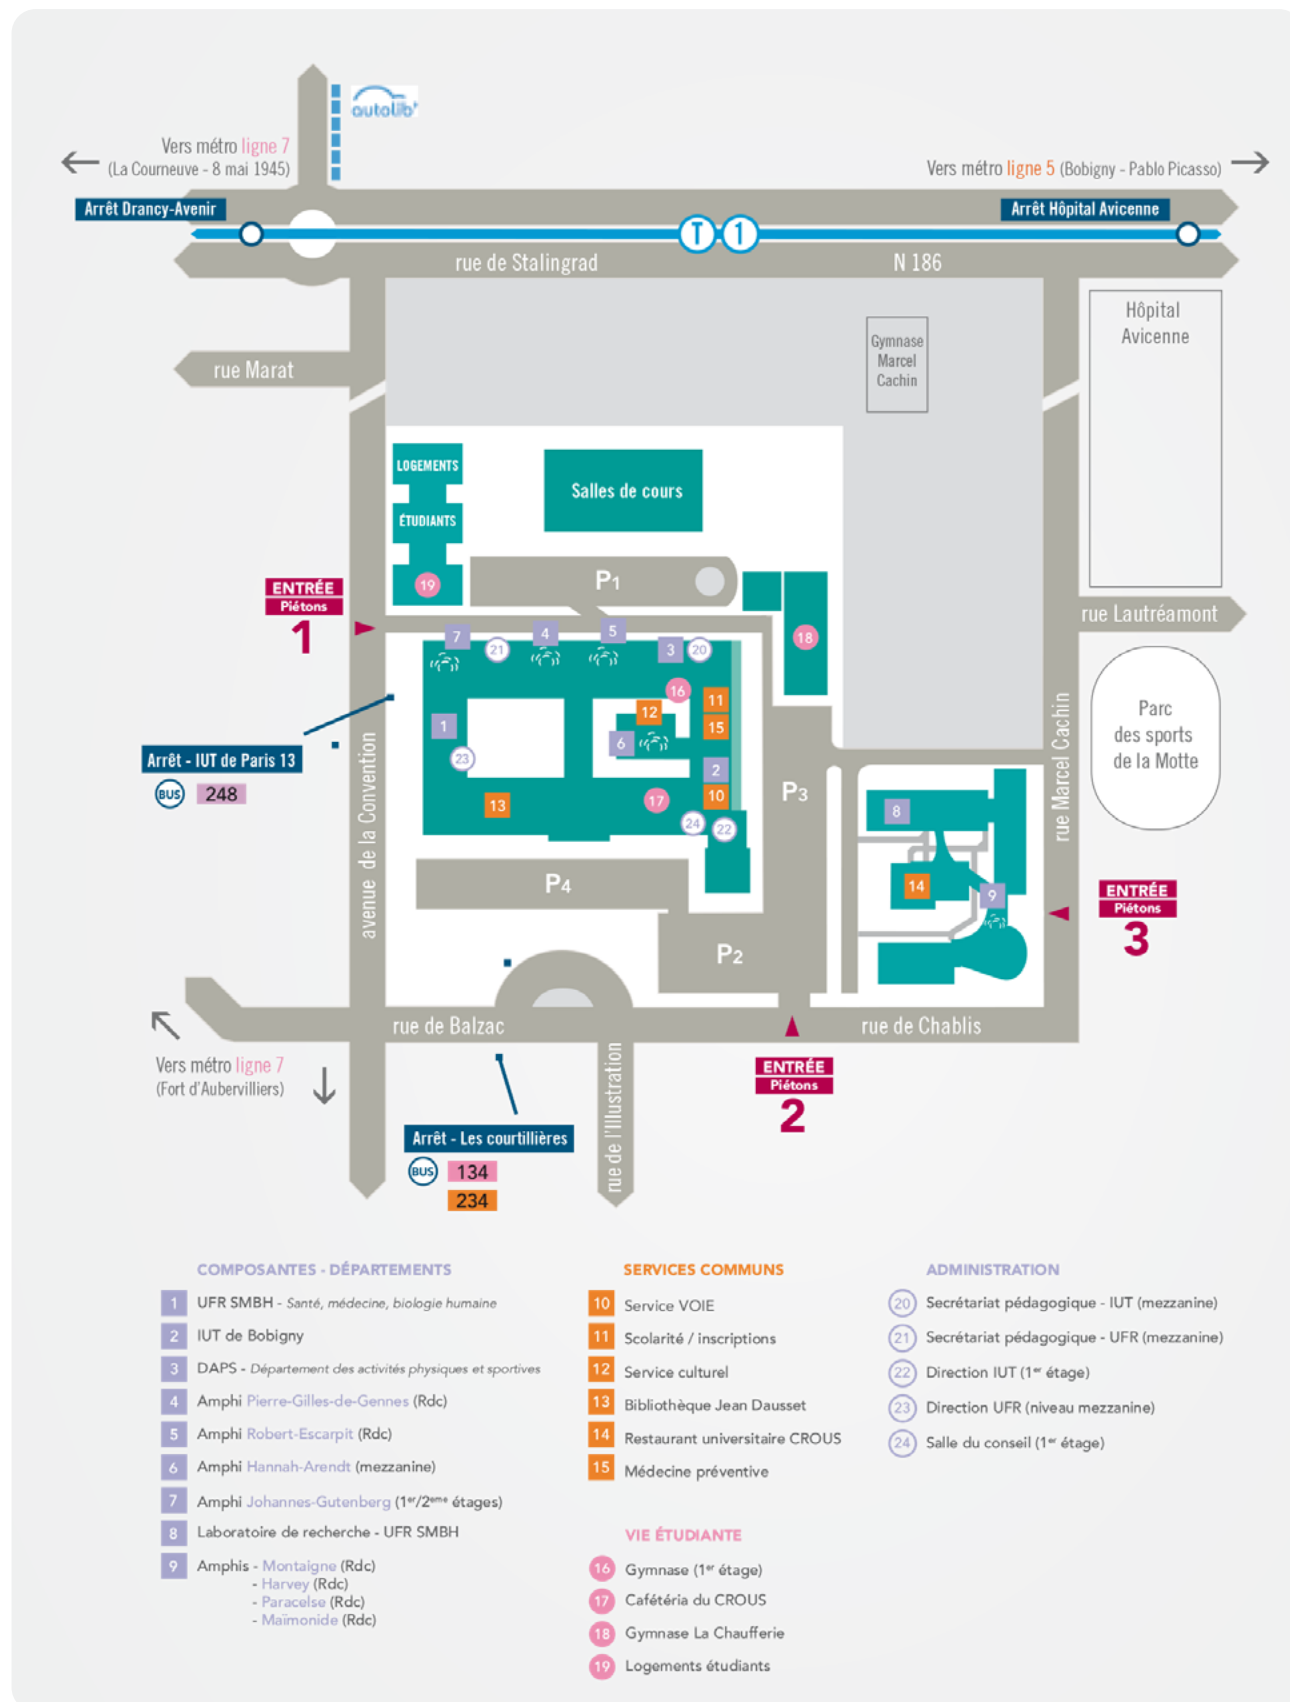 autolib'
Vers métro ligne 7
(La Courneuve - 8 mai 1945)
Vers métro ligne 5 (Bobigny - Pablo Picasso)
Arrêt Drancy-Avenir
Arrêt Hôpital Avicenne
T 1
rue de Stalingrad
N 186
Hôpital
Avicenne
Gymnase
Marcel
Cachin
rue Marat
LOGEMENTS
ÉTUDIANTS
19
Salles de cours
P1
ENTRÉE
Piétons
1
rue Lautréamont
7
21
4
5
3
20
18
16
11
12
15
1
6
23
2
10
13
17
24
22
Parc
des sports
de la Motte
rue Marcel Cachin
Arrêt - IUT de Paris 13
BUS 248
avenue de la Convention
P3
8
14
9
P4
P2
ENTRÉE
Piétons
3
rue de Balzac
rue de Chablis
Vers métro ligne 7
(Fort d'Aubervilliers)
rue de l'Illustration
ENTRÉE
Piétons
2
Arrêt - Les courtillières
BUS 134
234
COMPOSANTES - DÉPARTEMENTS
1 UFR SMBH - Santé, médecine, biologie humaine
2 IUT de Bobigny
3 DAPS - Département des activités physiques et sportives
4 Amphi Pierre-Gilles-de-Gennes (Rdc)
5 Amphi Robert-Escarpit (Rdc)
6 Amphi Hannah-Arendt (mezzanine)
7 Amphi Johannes-Gutenberg (1er/2eme étages)
8 Laboratoire de recherche - UFR SMBH
9 Amphis - Montaigne (Rdc)
- Harvey (Rdc)
- Paracelse (Rdc)
- Maïmonide (Rdc)
SERVICES COMMUNS
10 Service VOIE
11 Scolarité / inscriptions
12 Service culturel
13 Bibliothèque Jean Dausset
14 Restaurant universitaire CROUS
15 Médecine préventive
VIE ÉTUDIANTE
16 Gymnase (1er étage)
17 Cafétéria du CROUS
18 Gymnase La Chaufferie
19 Logements étudiants
ADMINISTRATION
20 Secrétariat pédagogique - IUT (mezzanine)
21 Secrétariat pédagogique - UFR (mezzanine)
22 Direction IUT (1er étage)
23 Direction UFR (niveau mezzanine)
24 Salle du conseil (1er étage)